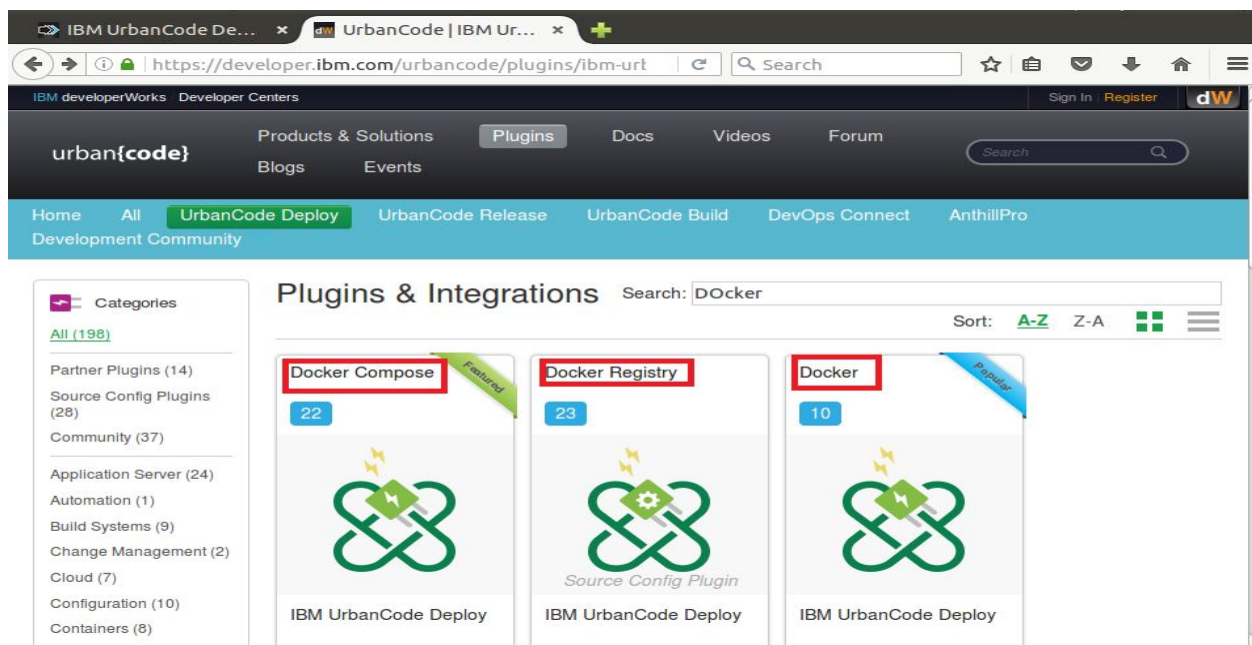 IBM UrbanCode De... ×
dW UrbanCode | IBM Ur... ×
https://developer.ibm.com/urbancode/plugins/ibm-url
Search
IBM developerWorks Developer Centers
Sign In Register
dW
urban{code}
Products & Solutions Plugins Docs Videos Forum
Blogs Events
Search
Home All UrbanCode Deploy UrbanCode Release UrbanCode Build DevOps Connect AnthillPro
Development Community
Categories
All (198)
Partner Plugins (14)
Source Config Plugins
(28)
Community (37)
Application Server (24)
Automation (1)
Build Systems (9)
Change Management (2)
Cloud (7)
Configuration (10)
Containers (8)
Plugins & Integrations Search: DOcker
Sort: A-Z Z-A
Docker Compose
Featured
22
IBM UrbanCode Deploy
Docker Registry
23
Source Config Plugin
IBM UrbanCode Deploy
Docker
Popular
10
IBM UrbanCode Deploy